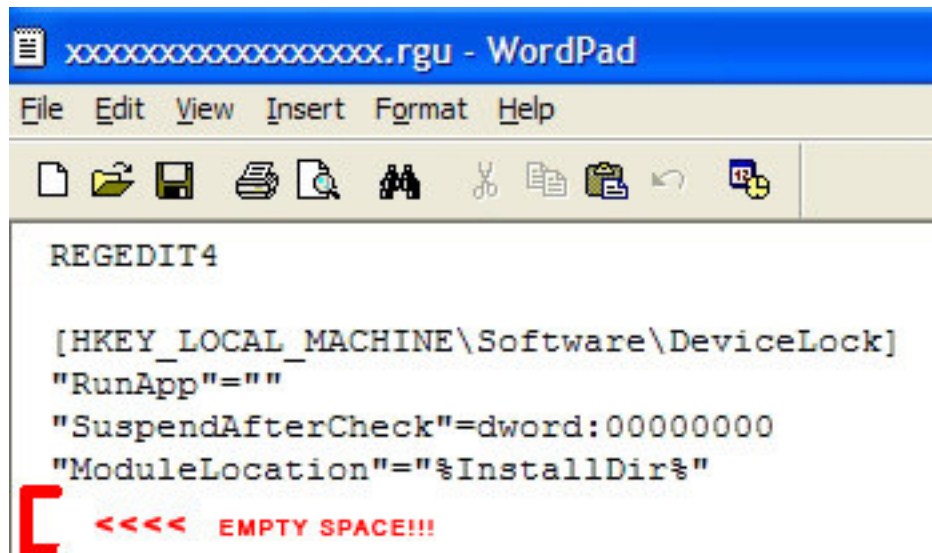 xxxxxxxxxxxxxxxxx.rgu - WordPad
File Edit View Insert Format Help
12
REGEDIT4
[HKEY_LOCAL_MACHINE\Software\DeviceLock]
"RunApp"=""
"SuspendAfterCheck"=dword:00000000
"ModuleLocation"="%InstallDir%"
<<<< EMPTY SPACE!!!